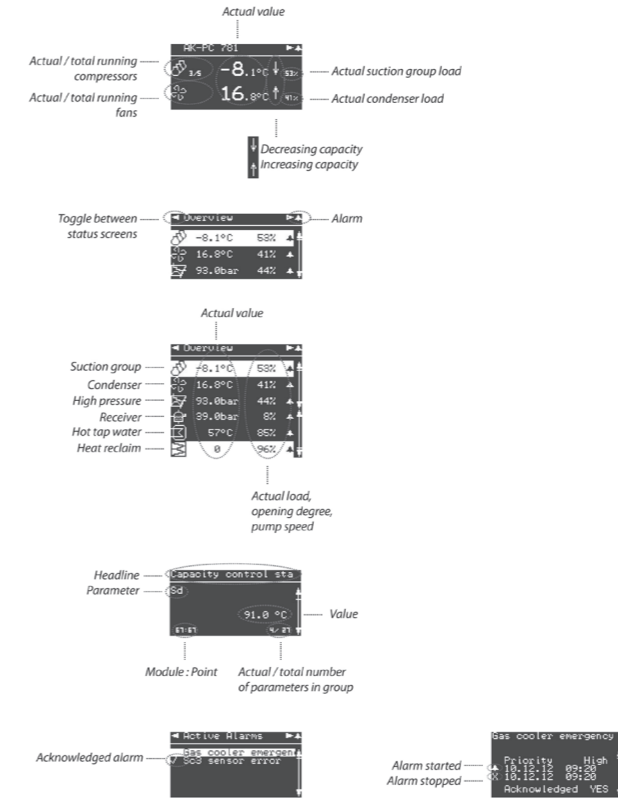 Actual value
AK-PC 781
Actual / total running compressors
3/5
-8.1°C
53%
Actual suction group load
Actual / total running fans
16.8°C
41%
Actual condenser load
Decreasing capacity
Increasing capacity
Toggle between status screens
Overview
Alarm
-8.1°C 53%
16.8°C 41%
93.0bar 44%
Actual value
Overview
Suction group
-8.1°C 53%
Condenser
16.8°C 41%
High pressure
93.0bar 44%
Receiver
39.0bar 8%
Hot tap water
57°C 85%
Heat reclaim
0 96%
Actual load,
opening degree,
pump speed
Headline
Capacity control sta
Parameter
Sd
91.0 °C
Value
4/ 27
Module : Point
Actual / total number
of parameters in group
Active Alarms
Gas cooler emergen
Acknowledged alarm
Sc3 sensor error
Gas cooler emergency
Priority High
Alarm started
10.12.12 09:20
Alarm stopped
10.12.12 09:20
Acknowledged YES